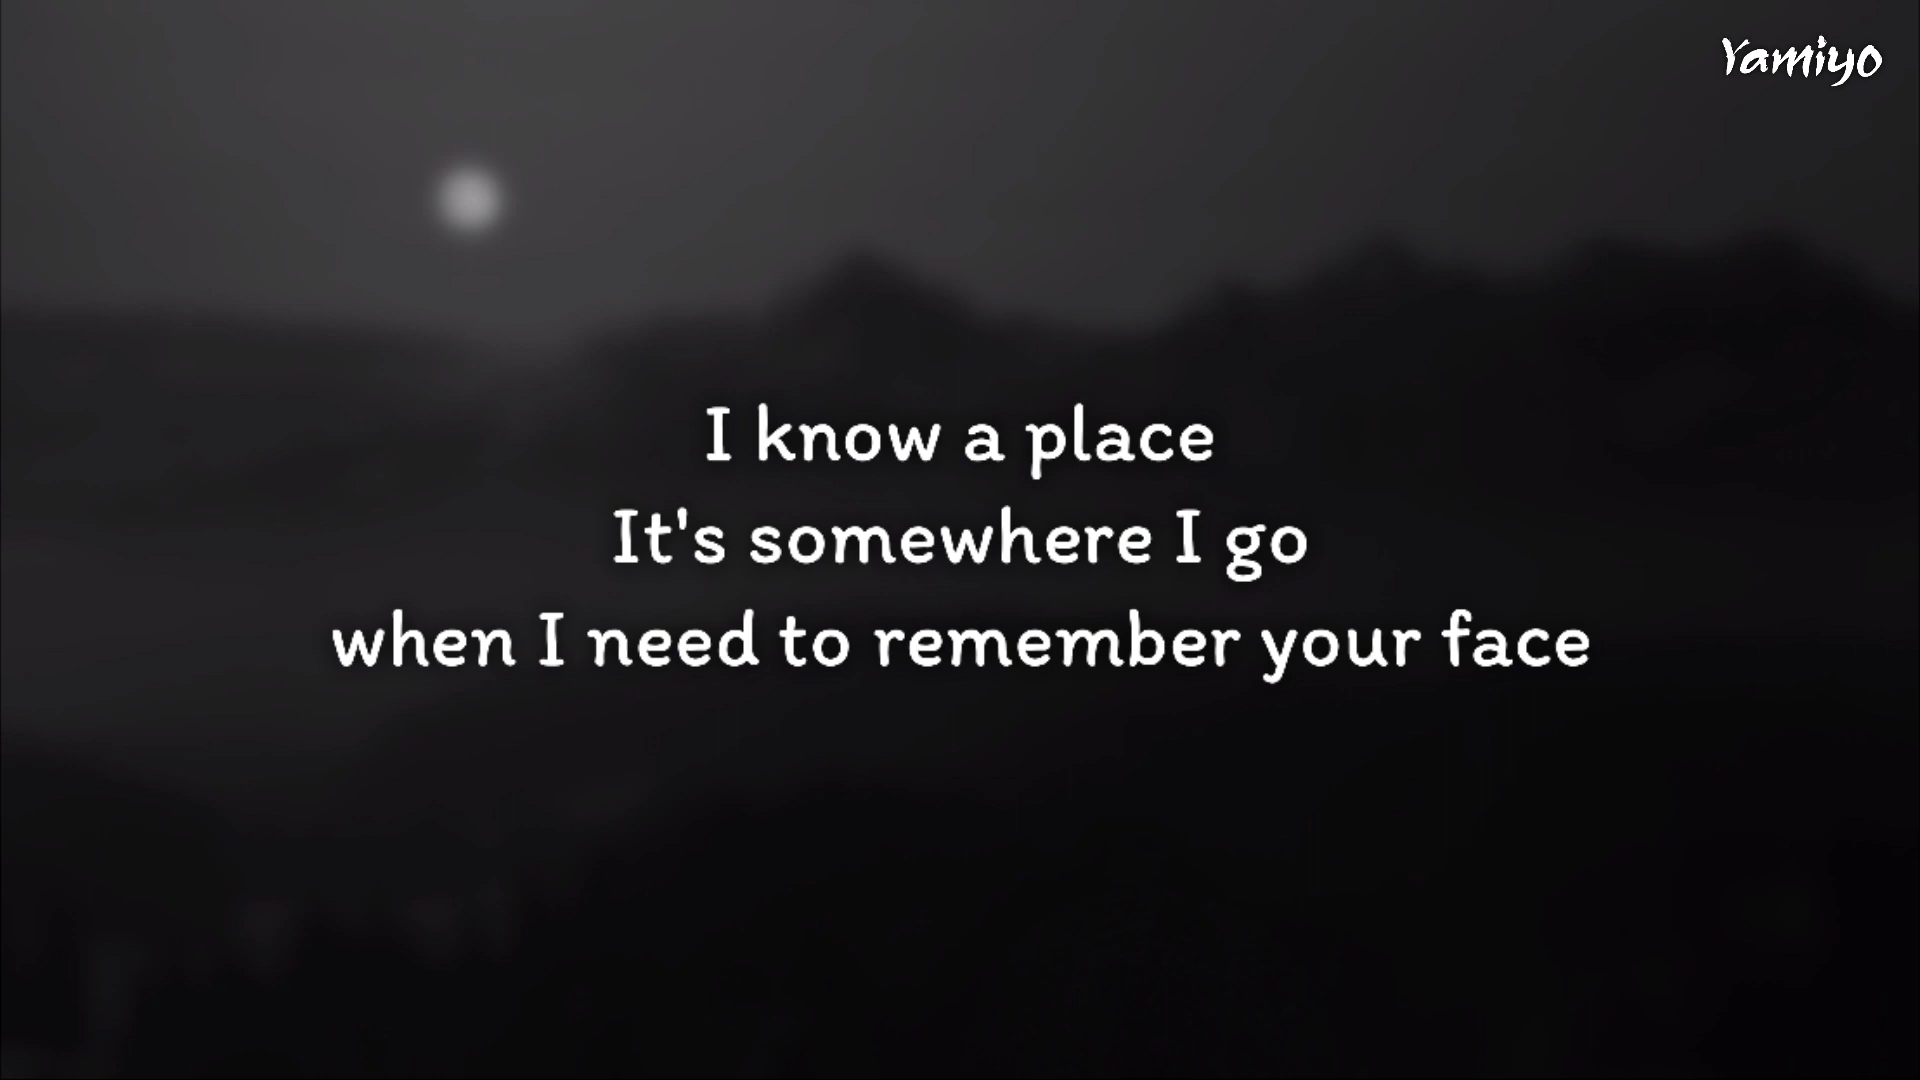 Yamiyo
I know a place
It's somewhere I go
when I need to remember your face